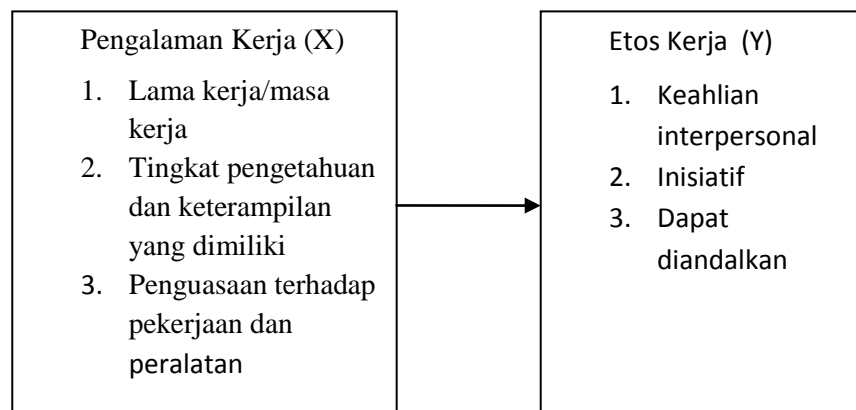 Pengalaman Kerja (X)
1. Lama kerja/masa
kerja
2. Tingkat pengetahuan
dan keterampilan
yang dimiliki
3. Penguasaan terhadap
pekerjaan dan
peralatan
Etos Kerja (Y)
1. Keahlian
interpersonal
2. Inisiatif
3. Dapat
diandalkan